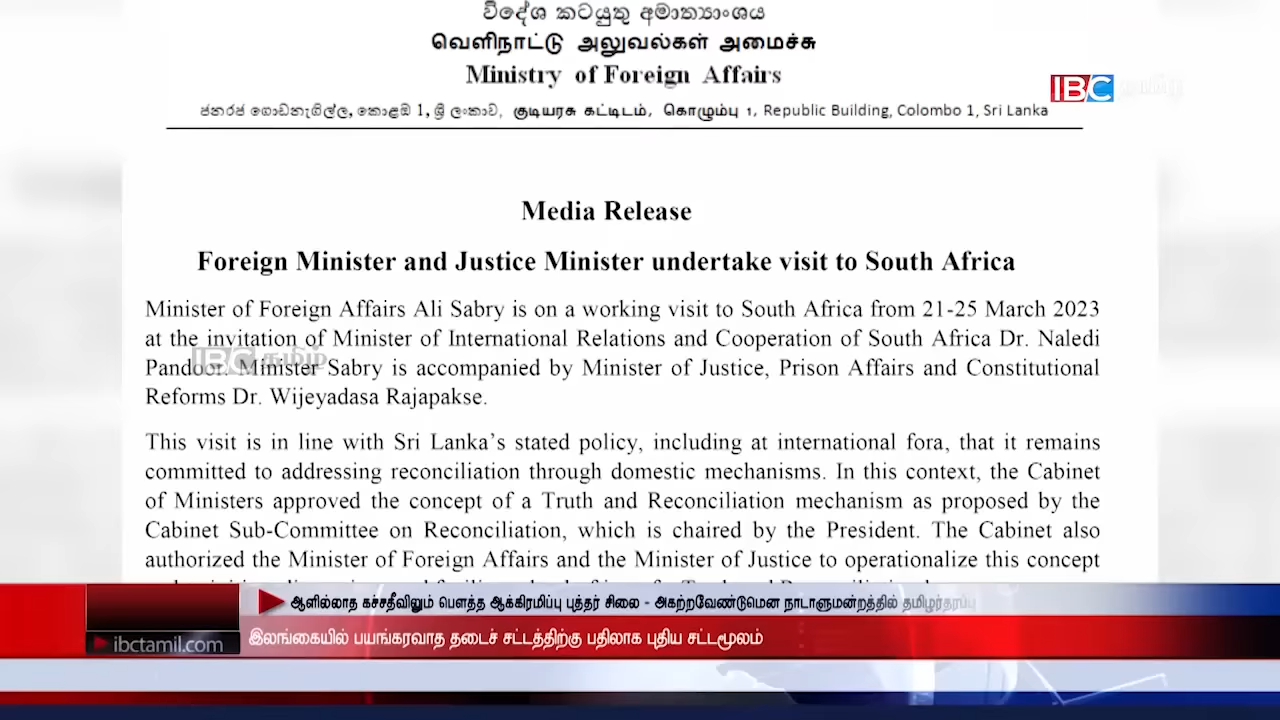 විදේශ කටයුතු අමාත්‍යාංශය
வெளிநாட்டு அலுவல்கள் அமைச்சு
Ministry of Foreign Affairs
IBC தமிழ்
ජනරජ ගොඩනැගිල්ල, කොළඹ 1, ශ්‍රී ලංකාව, குடியரசு கட்டிடம், கொழும்பு 1, Republic Building, Colombo 1, Sri Lanka
Media Release
Foreign Minister and Justice Minister undertake visit to South Africa
Minister of Foreign Affairs Ali Sabry is on a working visit to South Africa from 21-25 March 2023
at the invitation of Minister of International Relations and Cooperation of South Africa Dr. Naledi
IBC தமிழ்
Pandoor. Minister Sabry is accompanied by Minister of Justice, Prison Affairs and Constitutional
Reforms Dr. Wijeyadasa Rajapakse.
This visit is in line with Sri Lanka's stated policy, including at international fora, that it remains
committed to addressing reconciliation through domestic mechanisms. In this context, the Cabinet
of Ministers approved the concept of a Truth and Reconciliation mechanism as proposed by the
Cabinet Sub-Committee on Reconciliation, which is chaired by the President. The Cabinet also
authorized the Minister of Foreign Affairs and the Minister of Justice to operationalize this concept
ஆளில்லாத கச்சதீவிலும் பௌத்த ஆக்கிரமிப்பு புத்தர் சிலை - அகற்றவேண்டுமென நாடாளுமன்றத்தில் தமிழர்தரப்பு
ibctamil.com
இலங்கையில் பயங்கரவாத தடைச் சட்டத்திற்கு பதிலாக புதிய சட்டமூலம்